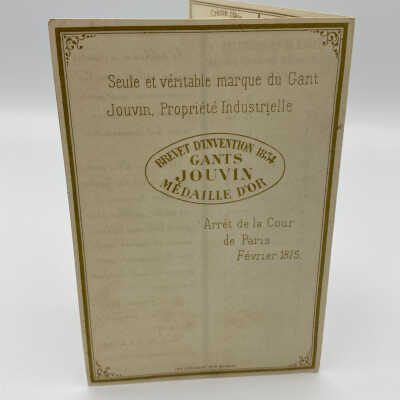 Seule et véritable marque du Gant
Jouvin, Propriété Industrielle
BREVET D'INVENTION 1834
GANTS
JOUVIN
MÉDAILLE D'OR
Arrêt de la Cour
de Paris
Février 1875.